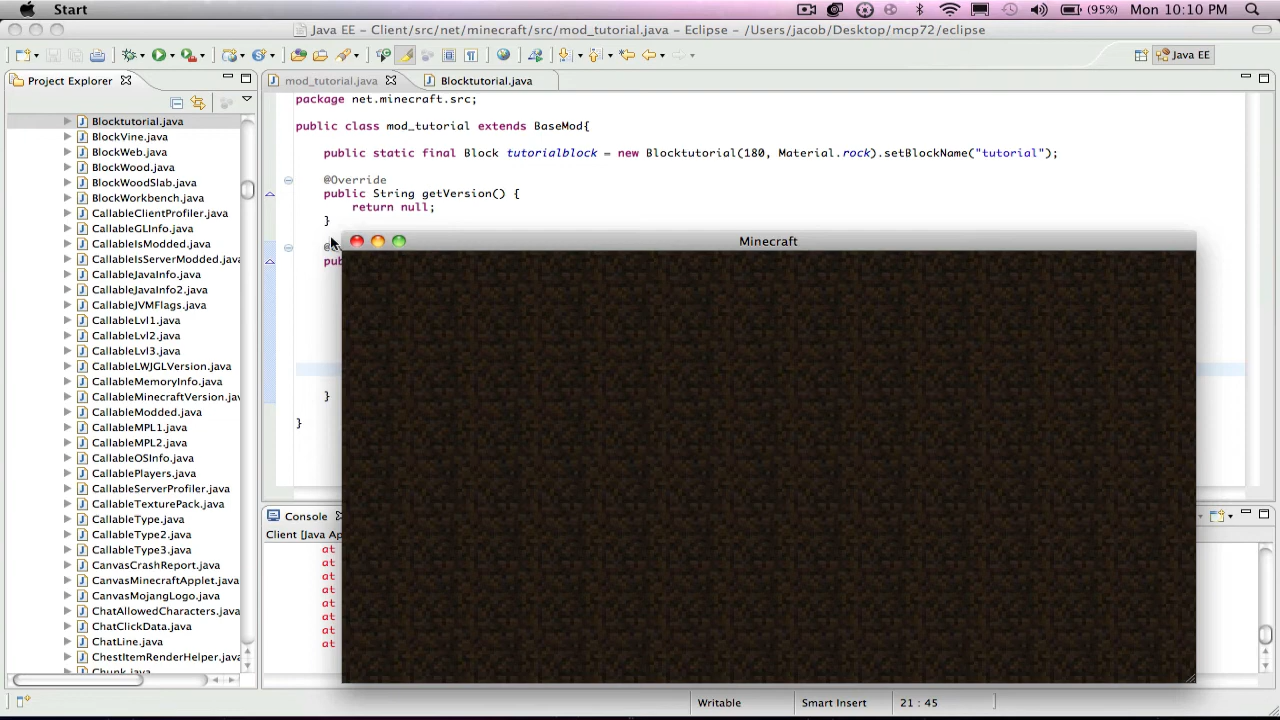 Start
(95%)
Mon 10:10 PM
Java EE - Client/src/net/minecraft/src/mod_tutorial.java - Eclipse - /Users/jacob/Desktop/mcp72/eclipse
Java EE
Project Explorer
mod_tutorial.java
Blocktutorial.java
Blocktutorial.java
BlockVine.java
BlockWeb.java
BlockWood.java
BlockWoodSlab.java
BlockWorkbench.java
CallableClientProfiler.java
CallableGLInfo.java
CallableIsModded.java
CallableIsServerModded.java
CallableJavaInfo.java
CallableJavaInfo2.java
CallableJVMFlags.java
CallableLvl1.java
CallableLvl2.java
CallableLvl3.java
CallableLWJGLVersion.java
CallableMemoryInfo.java
CallableMinecraftVersion.jav
CallableModded.java
CallableMPL1.java
CallableMPL2.java
CallableOSInfo.java
CallablePlayers.java
CallableServerProfiler.java
CallableTexturePack.java
CallableType.java
CallableType2.java
CallableType3.java
CanvasCrashReport.java
CanvasMinecraftApplet.java
CanvasMojangLogo.java
ChatAllowedCharacters.java
ChatClickData.java
ChatLine.java
ChestItemRenderHelper.java
Chunk.java
package net.minecraft.src;
public class mod_tutorial extends BaseMod{
public static final Block tutorialblock = new Blocktutorial(180, Material.rock).setBlockName("tutorial");
@Override
public String getVersion() {
return null;
}
@
pub
}
}
Minecraft
Console
Client [Java Ap
at
at
at
at
at
at
at
at
Writable
Smart Insert
21 : 45